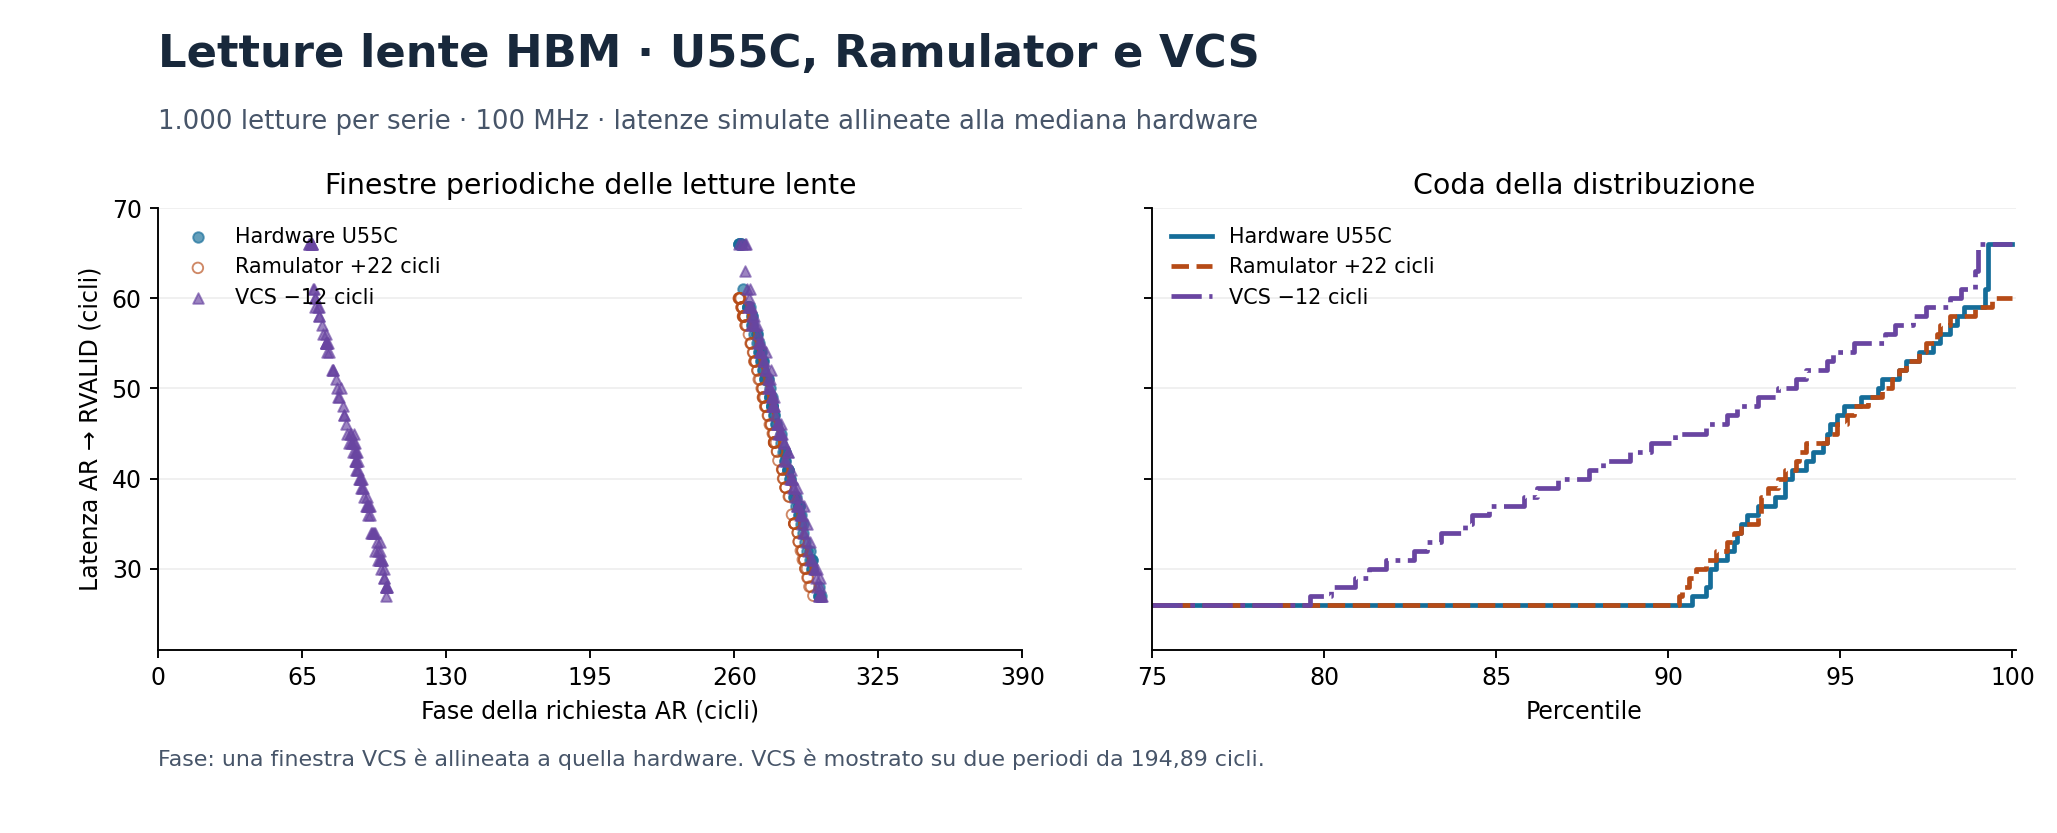 Letture lente HBM · U55C, Ramulator e VCS
1.000 letture per serie · 100 MHz · latenze simulate allineate alla mediana hardware
Finestre periodiche delle letture lente
Hardware U55C
Ramulator +22 cicli
VCS −12 cicli
70
60
50
40
30
Latenza AR → RVALID (cicli)
0 65 130 195 260 325 390
Fase della richiesta AR (cicli)
Coda della distribuzione
Hardware U55C
Ramulator +22 cicli
VCS −12 cicli
75 80 85 90 95 100
Percentile
Fase: una finestra VCS è allineata a quella hardware. VCS è mostrato su due periodi da 194,89 cicli.